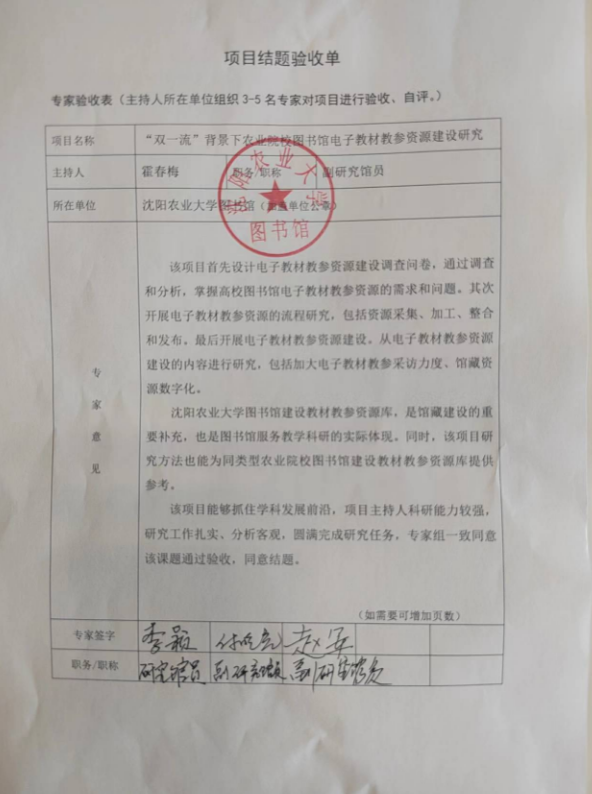 项目结题验收单
专家验收表（主持人所在单位组织 3-5 名专家对项目进行验收、自评。）
项目名称 “双一流”背景下农业院校图书馆电子教材教参资源建设研究
主持人 霍春梅 职务/职称 副研究馆员
所在单位 沈阳农业大学图书馆（加盖单位公章）
沈阳农业大学
图书馆
专家意见
该项目首先设计电子教材教参资源建设调查问卷，通过调查
和分析，掌握高校图书馆电子教材教参资源的需求和问题。其次
开展电子教材教参资源的流程研究，包括资源采集、加工、整合
和发布。最后开展电子教材教参资源建设。从电子教材教参资源
建设的内容进行研究，包括加大电子教材教参采访力度、馆藏资
源数字化。
沈阳农业大学图书馆建设教材教参资源库，是馆藏建设的重
要补充，也是图书馆服务教学科研的实际体现。同时，该项目研
究方法也能为同类型农业院校图书馆建设教材教参资源库提供
参考。
该项目能够抓住学科发展前沿，项目主持人科研能力较强，
研究工作扎实、分析客观，圆满完成研究任务。专家组一致同意
该课题通过验收，同意结题。
（如需要可增加页数）
专家签字 李颖 赵安
职务/职称 研究馆员 副研究馆员 副研究馆员